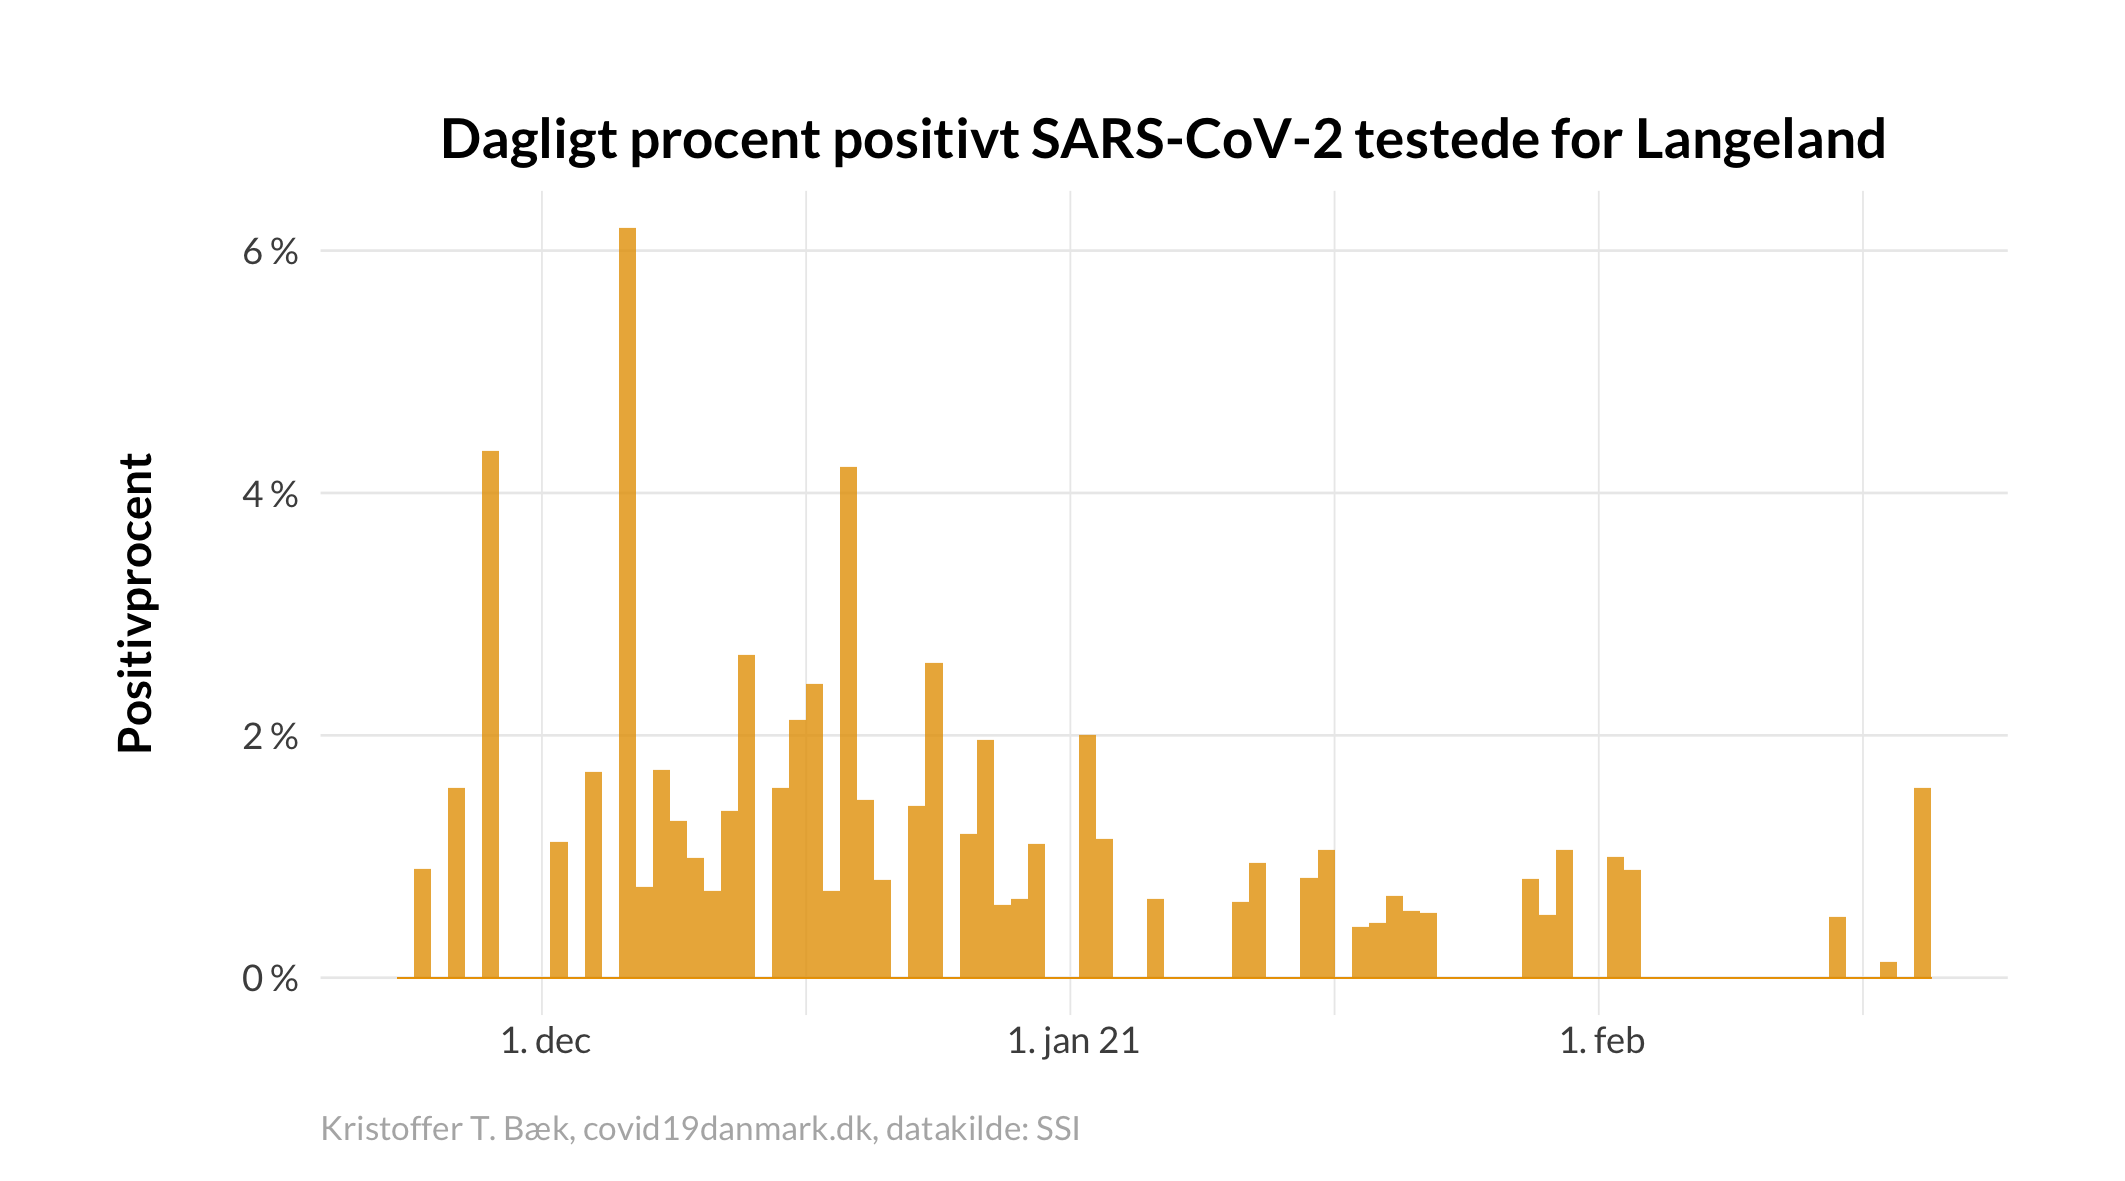 Dagligt procent positivt SARS-CoV-2 testede for Langeland
Positivprocent
6 %
4 %
2 %
0 %
1. dec
1. jan 21
1. feb
Kristoffer T. Bæk, covid19danmark.dk, datakilde: SSI